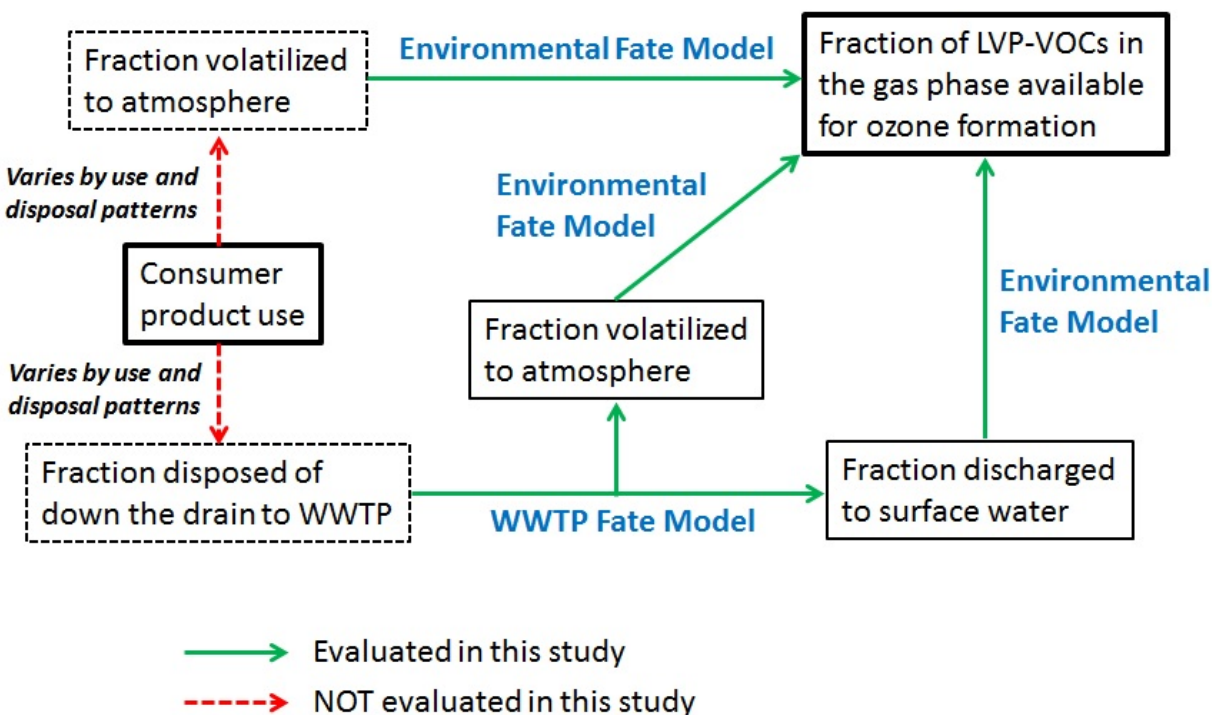 Fraction volatilized
to atmosphere
Environmental Fate Model
Fraction of LVP-VOCs in
the gas phase available
for ozone formation
Varies by use and
disposal patterns
Environmental
Fate Model
Consumer
product use
Environmental
Fate Model
Fraction volatilized
to atmosphere
Varies by use and
disposal patterns
Fraction disposed of
down the drain to WWTP
WWTP Fate Model
Fraction discharged
to surface water
Evaluated in this study
NOT evaluated in this study